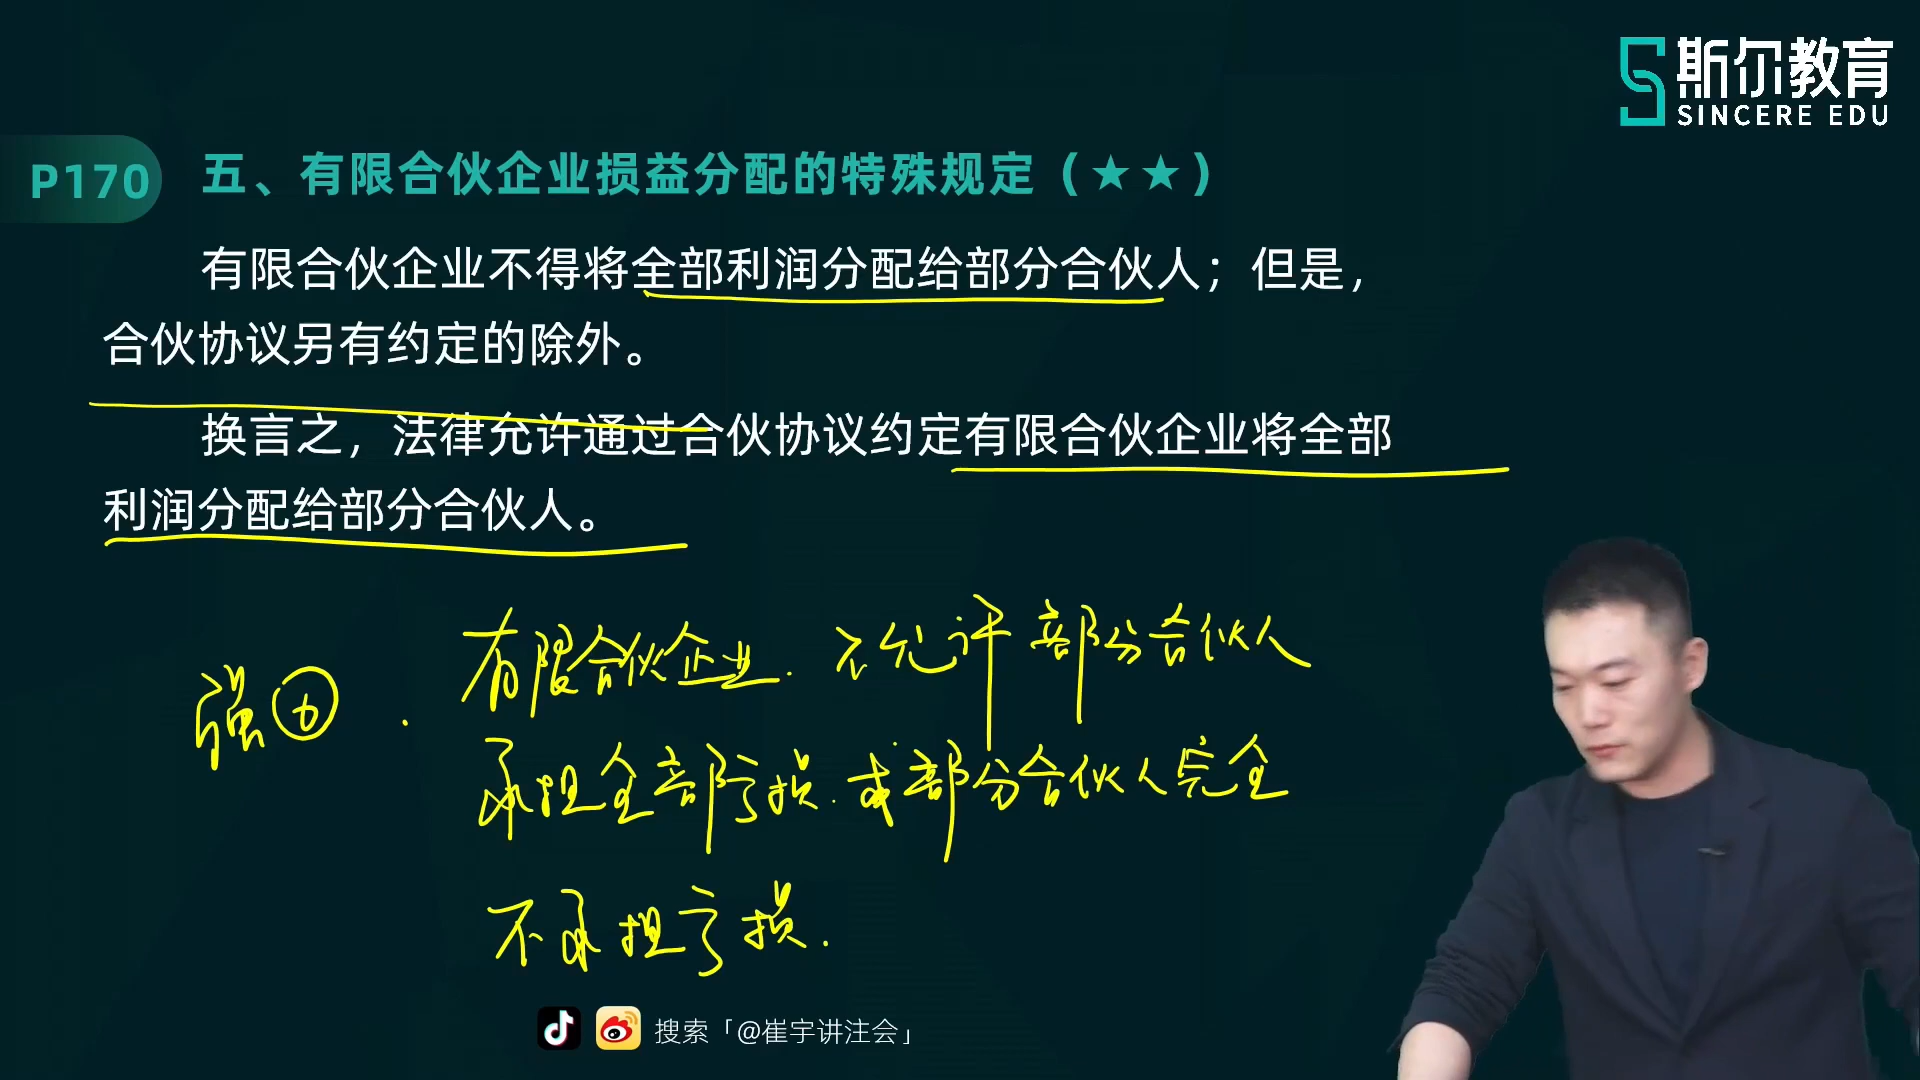 斯尔教育
SINCERE EDU
P170
五、有限合伙企业损益分配的特殊规定（★★）
有限合伙企业不得将全部利润分配给部分合伙人；但是，
合伙协议另有约定的除外。
换言之，法律允许通过合伙协议约定有限合伙企业将全部
利润分配给部分合伙人。
有限合伙企业. 不允许部分合伙人
强
承担全部亏损. 或部分合伙人完全
不承担亏损.
搜索「@崔宇讲注会」